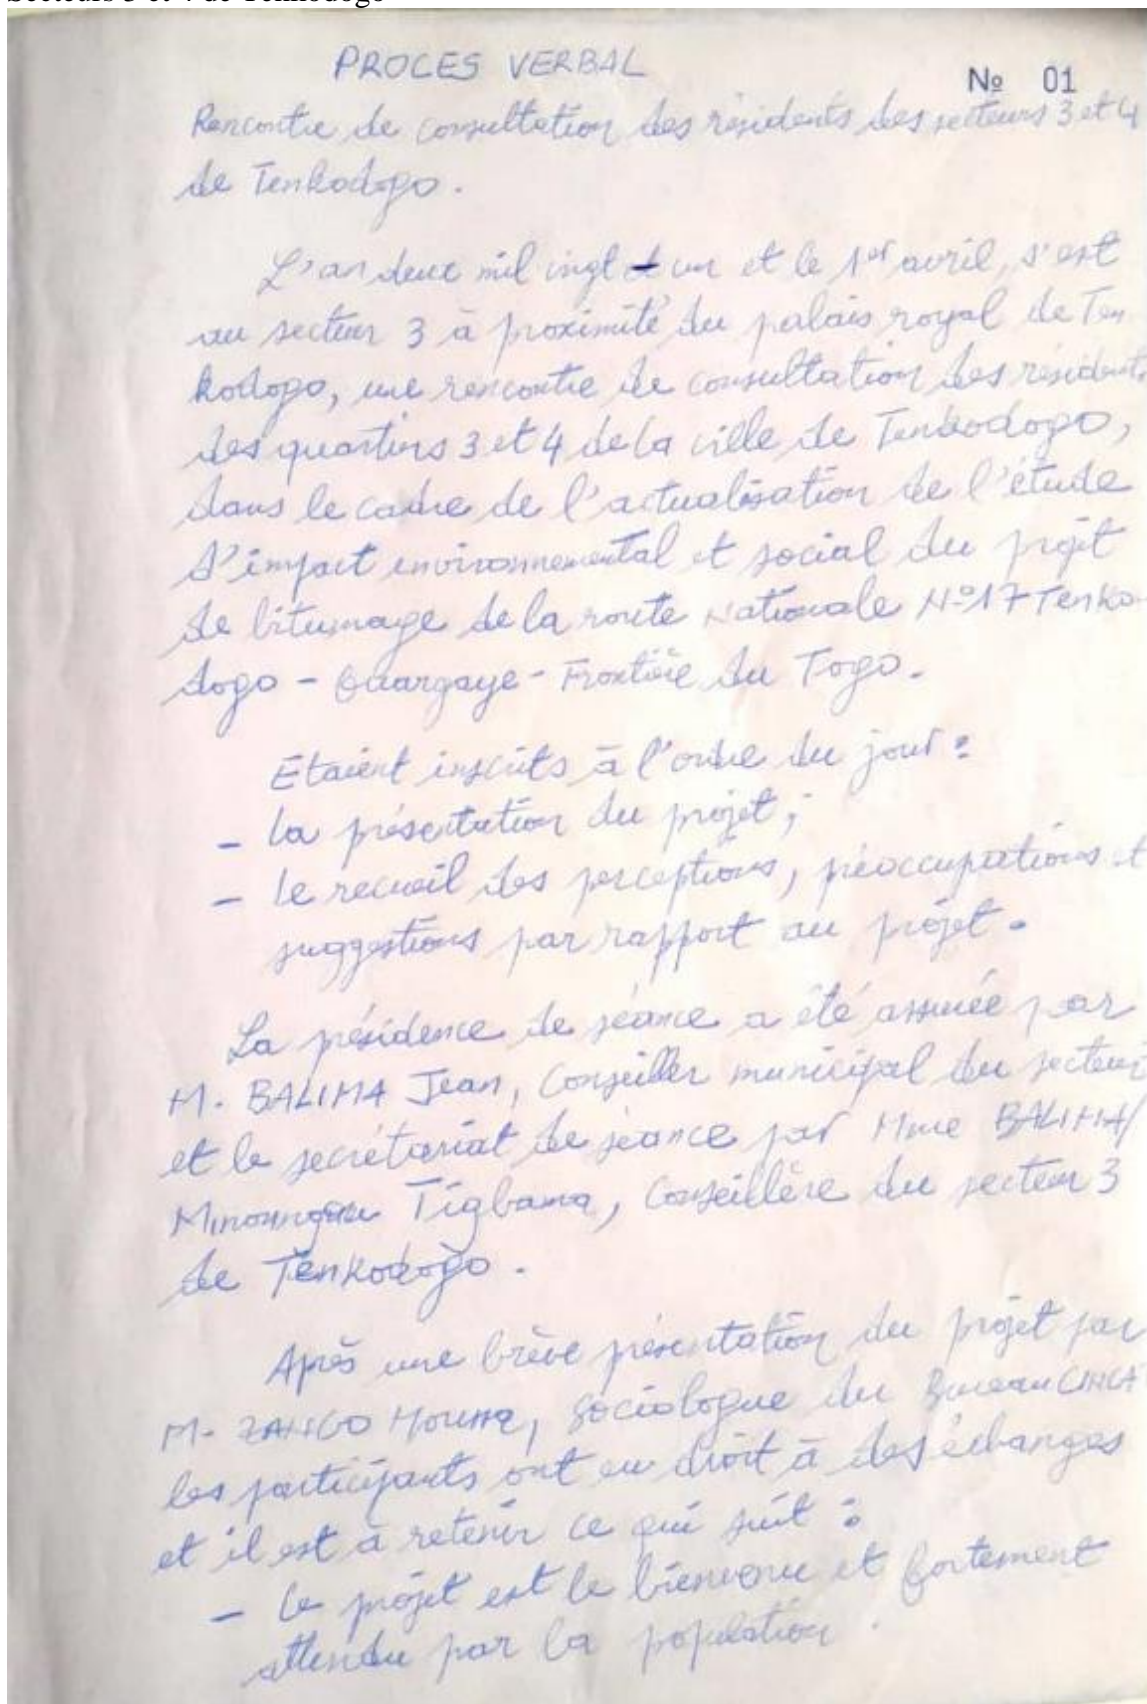 Secteurs 3 et 4 de Tenkodogo
PROCES VERBAL
Nº 01
Rencontre de consultation des résidents des secteurs 3 et 4
de Tenkodogo.
L'an deux mil vingt et un et le 1er avril, s'est
au secteur 3 à proximité du palais royal de Ten
kodogo, une rencontre de consultation des résidents
des quartiers 3 et 4 de la ville de Tenkodogo,
dans le cadre de l'actualisation de l'étude
d'impact environnemental et social du projet
de bitumage de la route Nationale N°17 Tenko-
dogo - Ouargaye - Frontière du Togo.
Etaient inscrits à l'ordre du jour :
- la présentation du projet ;
- le recueil des perceptions, préoccupations et
suggestions par rapport au projet.
La présidence de séance a été assurée par
M. BALIMA Jean, Conseiller municipal du secteur
et le secrétariat de séance par Mme BALIMA/
Tigbama, Conseillère du secteur 3
de Tenkodogo.
Après une brève présentation du projet par
M. ZANGO, Sociologue du Bureau
les participants ont eu droit à des échanges
et il est à retenir ce qui suit :
- le projet est le bienvenu et fortement
attendu par la population.